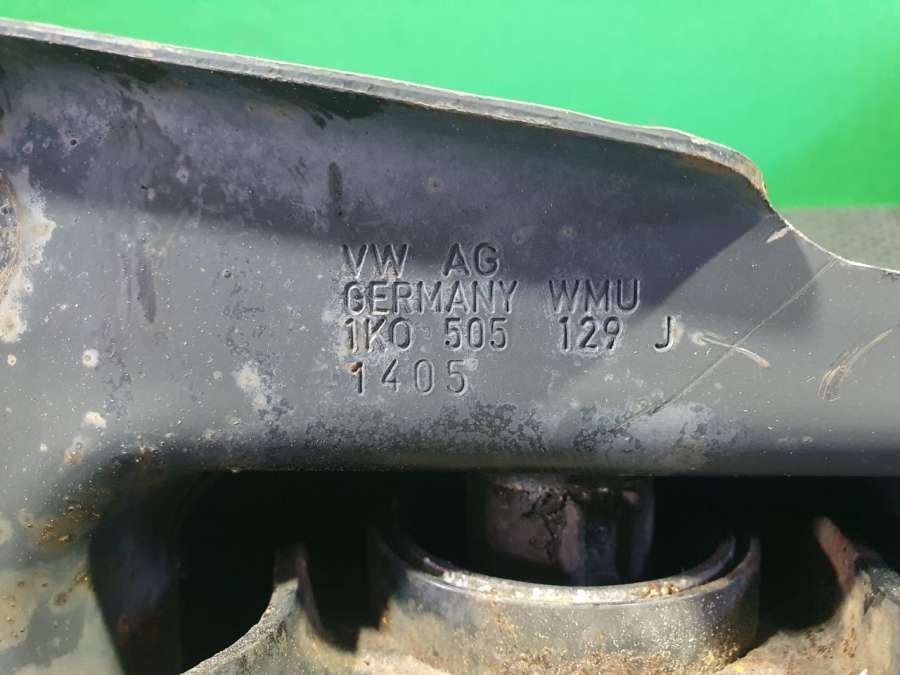 VW AG
GERMANY WMU
1K0 505 129 J
1405